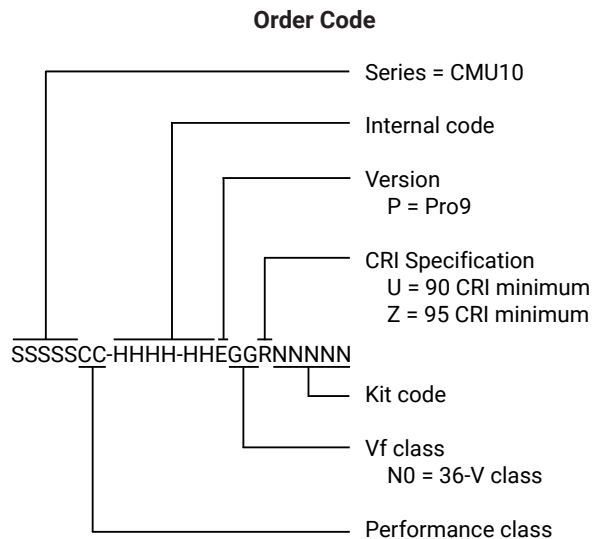 Order Code
Series = CMU10
Internal code
Version
P = Pro9
CRI Specification
U = 90 CRI minimum
Z = 95 CRI minimum
SSSSSCC-HHHH-HHEGGRNNNNN
Kit code
Vf class
N0 = 36-V class
Performance class